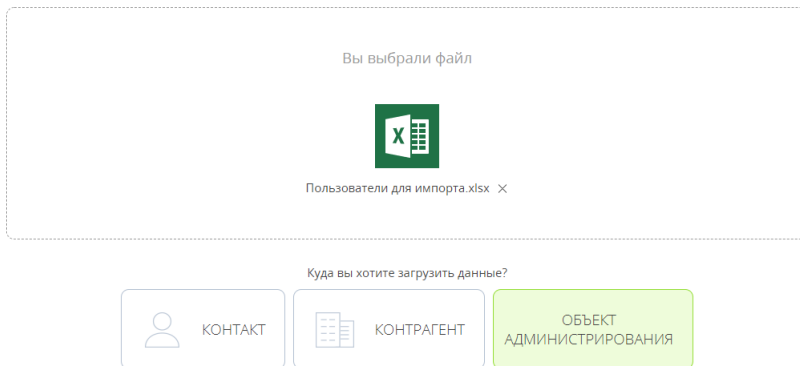 Вы выбрали файл
X
Пользователи для импорта.xlsx
Куда вы хотите загрузить данные?
КОНТАКТ
КОНТРАГЕНТ
ОБЪЕКТ
АДМИНИСТРИРОВАНИЯ